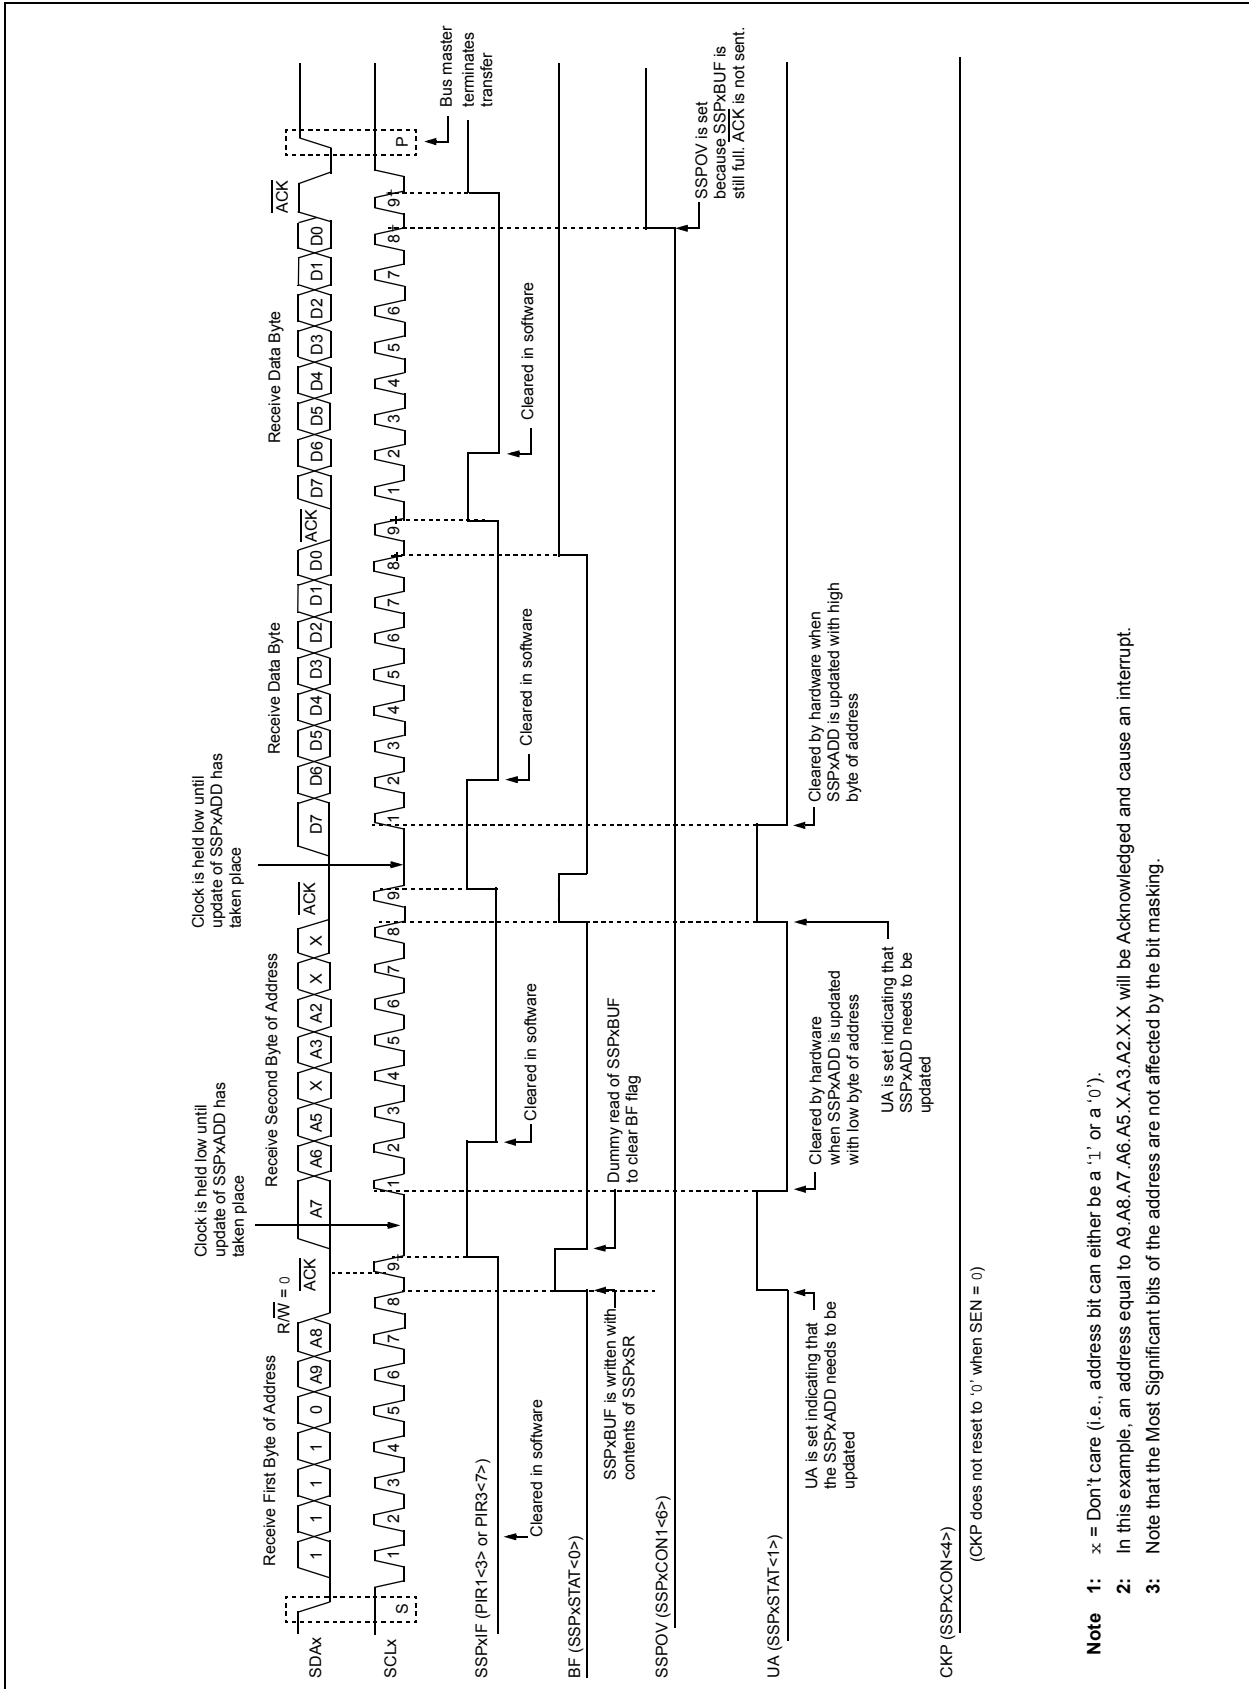 Receive First Byte of Address
R/W = 0
ACK
Clock is held low until
update of SSPxADD has
taken place
Receive Second Byte of Address
ACK
Clock is held low until
update of SSPxADD has
taken place
Receive Data Byte
ACK
Receive Data Byte
ACK
SDAx
1 1 1 1 0 A9 A8
A7 A6 A5 X A3 A2 X X
D7 D6 D5 D4 D3 D2 D1 D0
D7 D6 D5 D4 D3 D2 D1 D0
SCLx
S
1 2 3 4 5 6 7 8 9
1 2 3 4 5 6 7 8 9
1 2 3 4 5 6 7 8 9
1 2 3 4 5 6 7 8 9
P
Bus master
terminates
transfer
SSPxIF (PIR1<3> or PIR3<7>)
Cleared in software
Cleared in software
Cleared in software
Cleared in software
BF (SSPxSTAT<0>)
SSPxBUF is written with
contents of SSPxSR
Dummy read of SSPxBUF
to clear BF flag
SSPOV (SSPxCON1<6>)
SSPOV is set
because SSPxBUF is
still full. ACK is not sent.
UA (SSPxSTAT<1>)
UA is set indicating that
the SSPxADD needs to be
updated
Cleared by hardware
when SSPxADD is updated
with low byte of address
UA is set indicating that
SSPxADD needs to be
updated
Cleared by hardware when
SSPxADD is updated with high
byte of address
CKP (SSPxCON<4>)
(CKP does not reset to ‘0’ when SEN = 0)
Note 1: x = Don’t care (i.e., address bit can either be a ‘1’ or a ‘0’).
2: In this example, an address equal to A9.A8.A7.A6.A5.X.A3.A2.X.X will be Acknowledged and cause an interrupt.
3: Note that the Most Significant bits of the address are not affected by the bit masking.